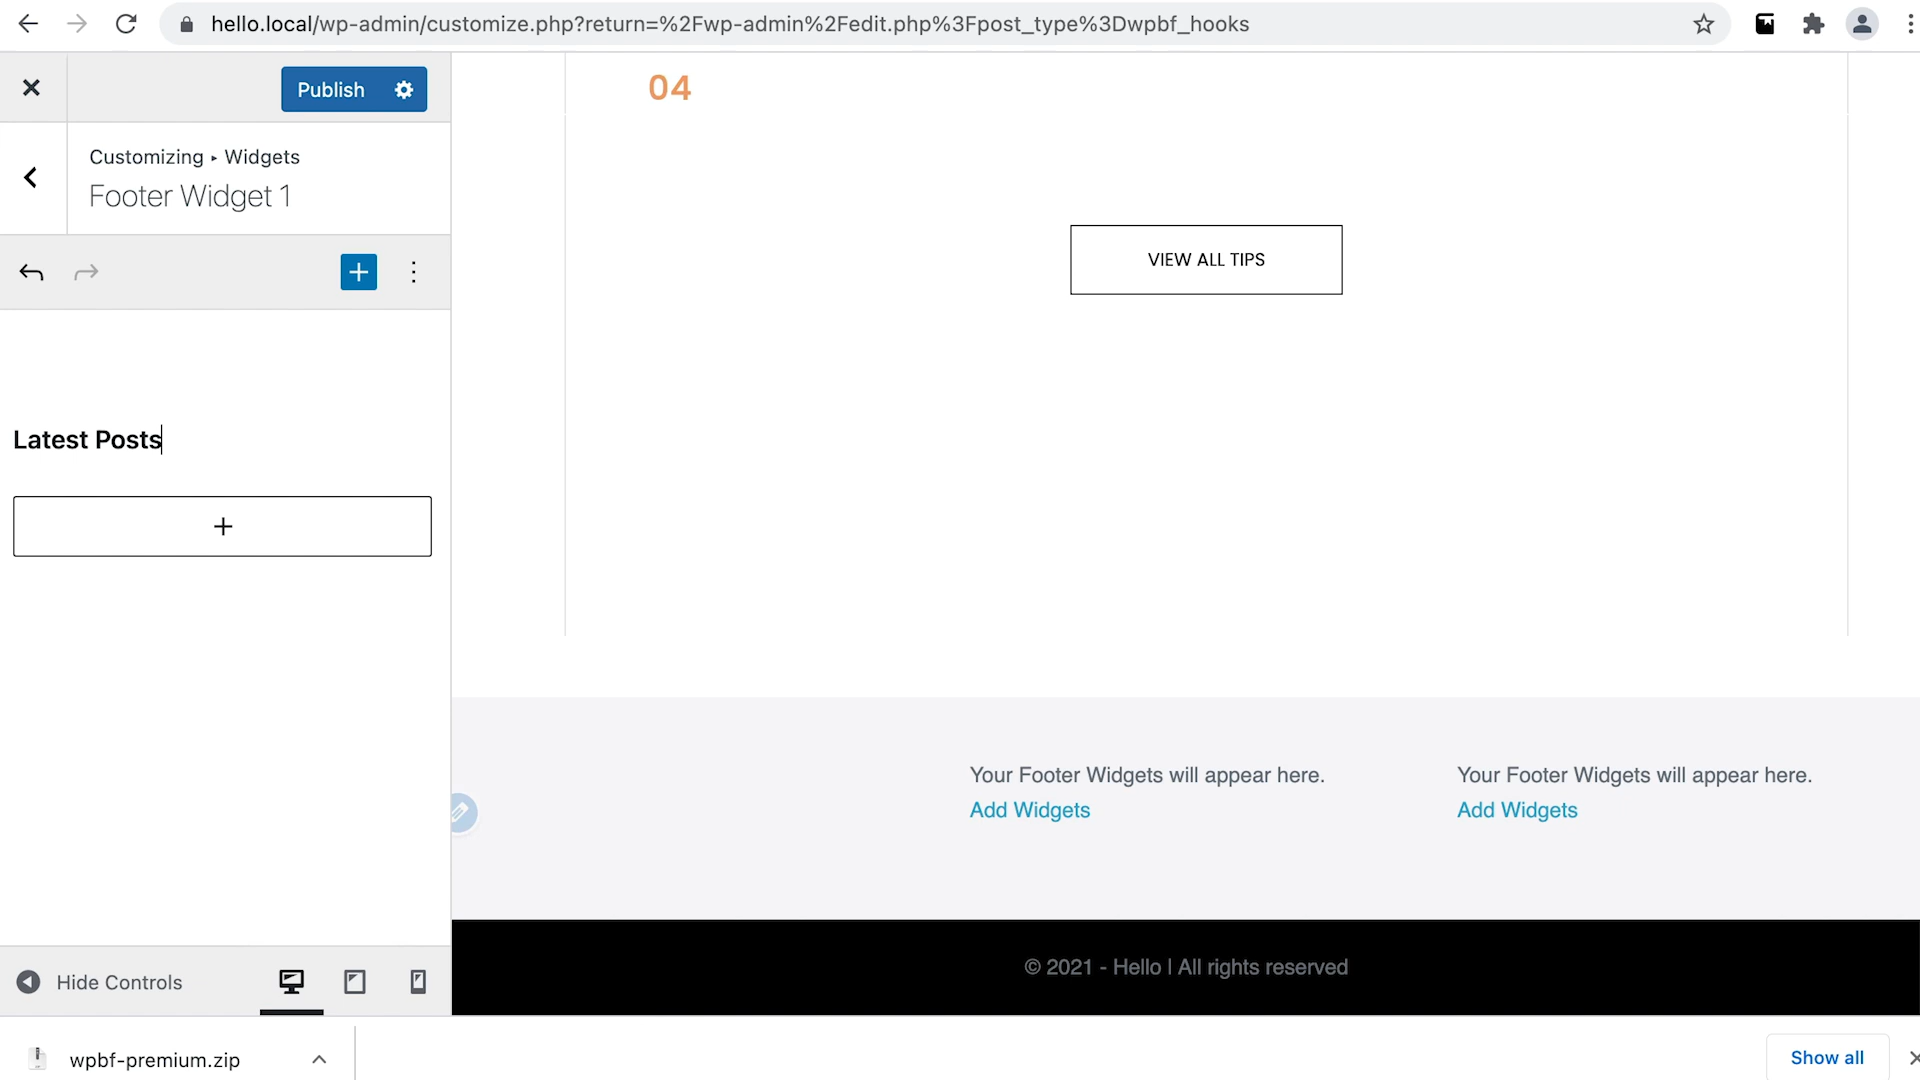 hello.local/wp-admin/customize.php?return=%2Fwp-admin%2Fedit.php%3Fpost_type%3Dwpbf_hooks
Publish
Customizing ▸ Widgets
Footer Widget 1
Latest Posts
04
VIEW ALL TIPS
Your Footer Widgets will appear here.
Add Widgets
Your Footer Widgets will appear here.
Add Widgets
© 2021 - Hello | All rights reserved
Hide Controls
wpbf-premium.zip
Show all